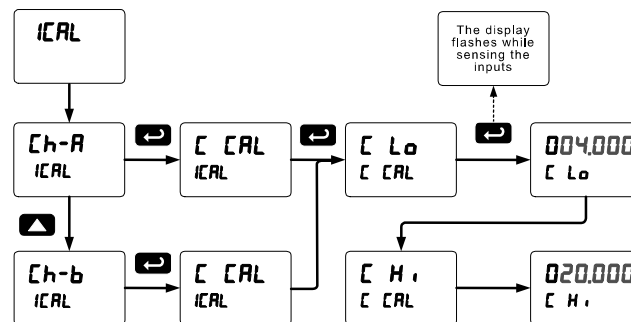 ICAL
The display
flashes while
sensing the
inputs
Ch-A
ICAL
C CAL
ICAL
C Lo
C CAL
004.000
C Lo
Ch-b
ICAL
C CAL
ICAL
C Hi
C CAL
020.000
C Hi